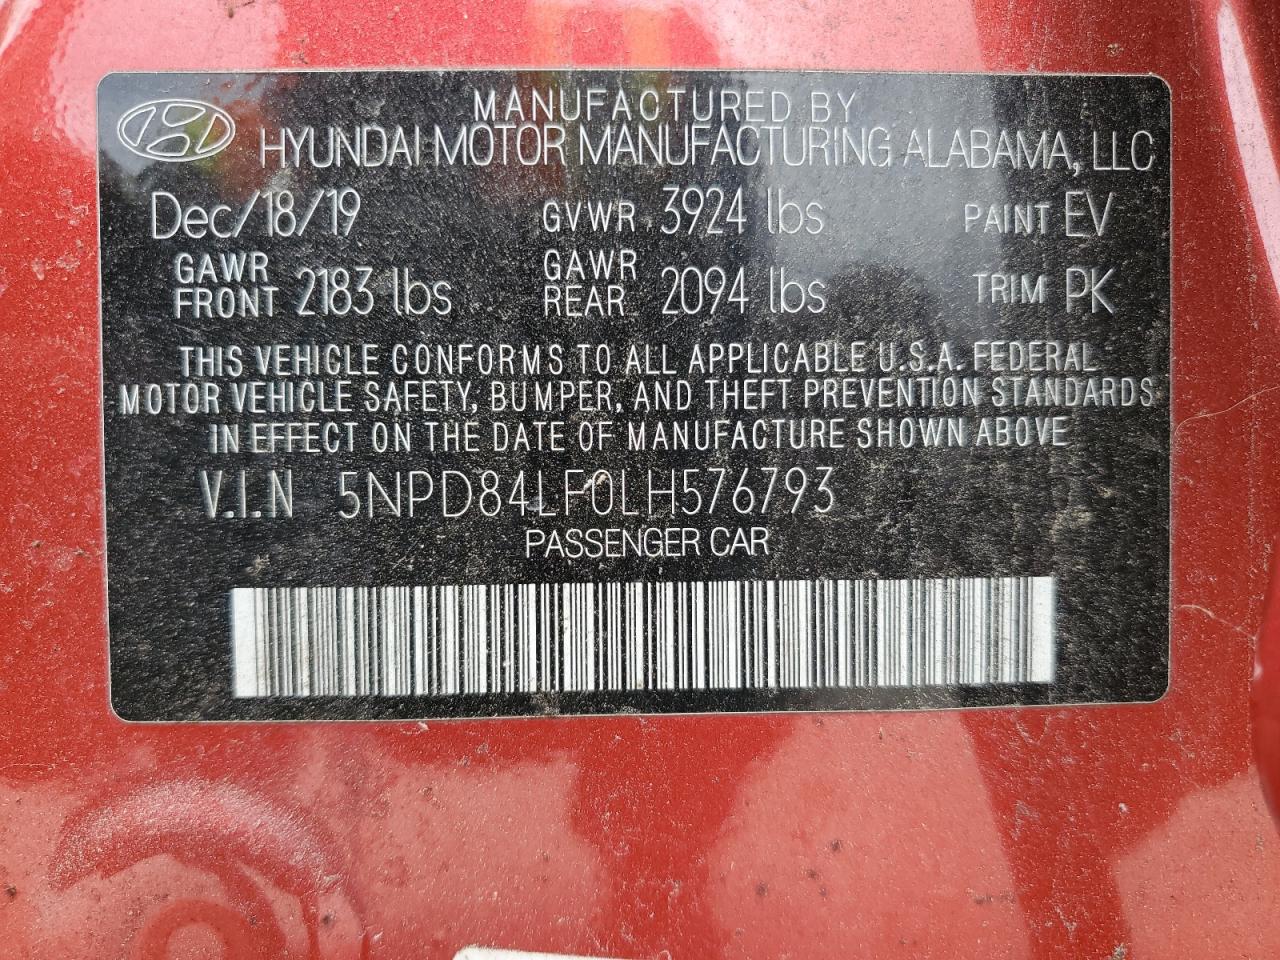 MANUFACTURED BY
HYUNDAI MOTOR MANUFACTURING ALABAMA, LLC
Dec/18/19 GVWR 3924 lbs PAINT EV
GAWR FRONT 2183 lbs GAWR REAR 2094 lbs TRIM PK
THIS VEHICLE CONFORMS TO ALL APPLICABLE U.S.A. FEDERAL
MOTOR VEHICLE SAFETY, BUMPER, AND THEFT PREVENTION STANDARDS
IN EFFECT ON THE DATE OF MANUFACTURE SHOWN ABOVE
V.I.N 5NPD84LF0LH576793
PASSENGER CAR